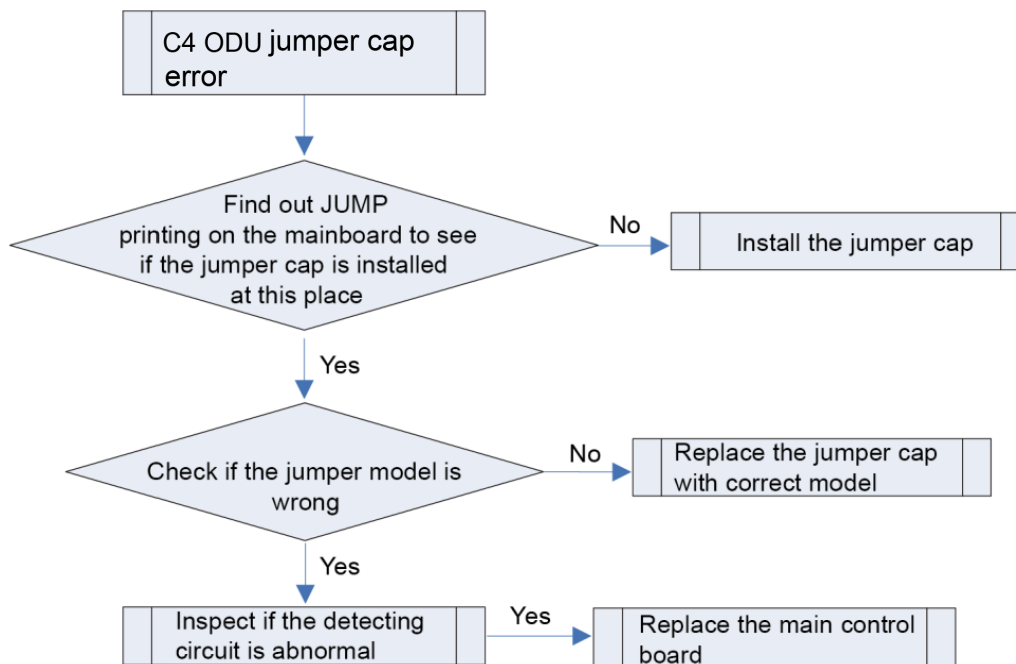 C4 ODU jumper cap
error
Find out JUMP
printing on the mainboard to see
if the jumper cap is installed
at this place
No
Install the jumper cap
Yes
Check if the jumper model is
wrong
No
Replace the jumper cap
with correct model
Yes
Inspect if the detecting
circuit is abnormal
Yes
Replace the main control
board